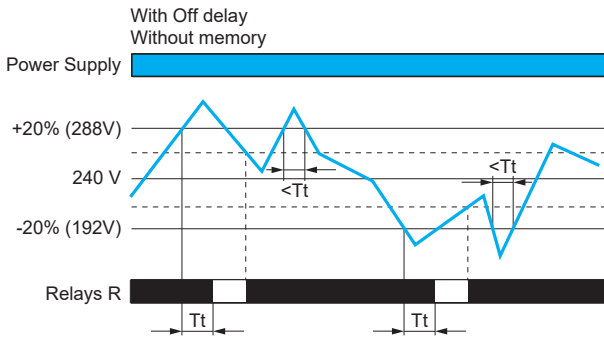 With Off delay
Without memory
Power Supply
+20% (288V)
<Tt
240 V
<Tt
-20% (192V)
Relays R
Tt
Tt